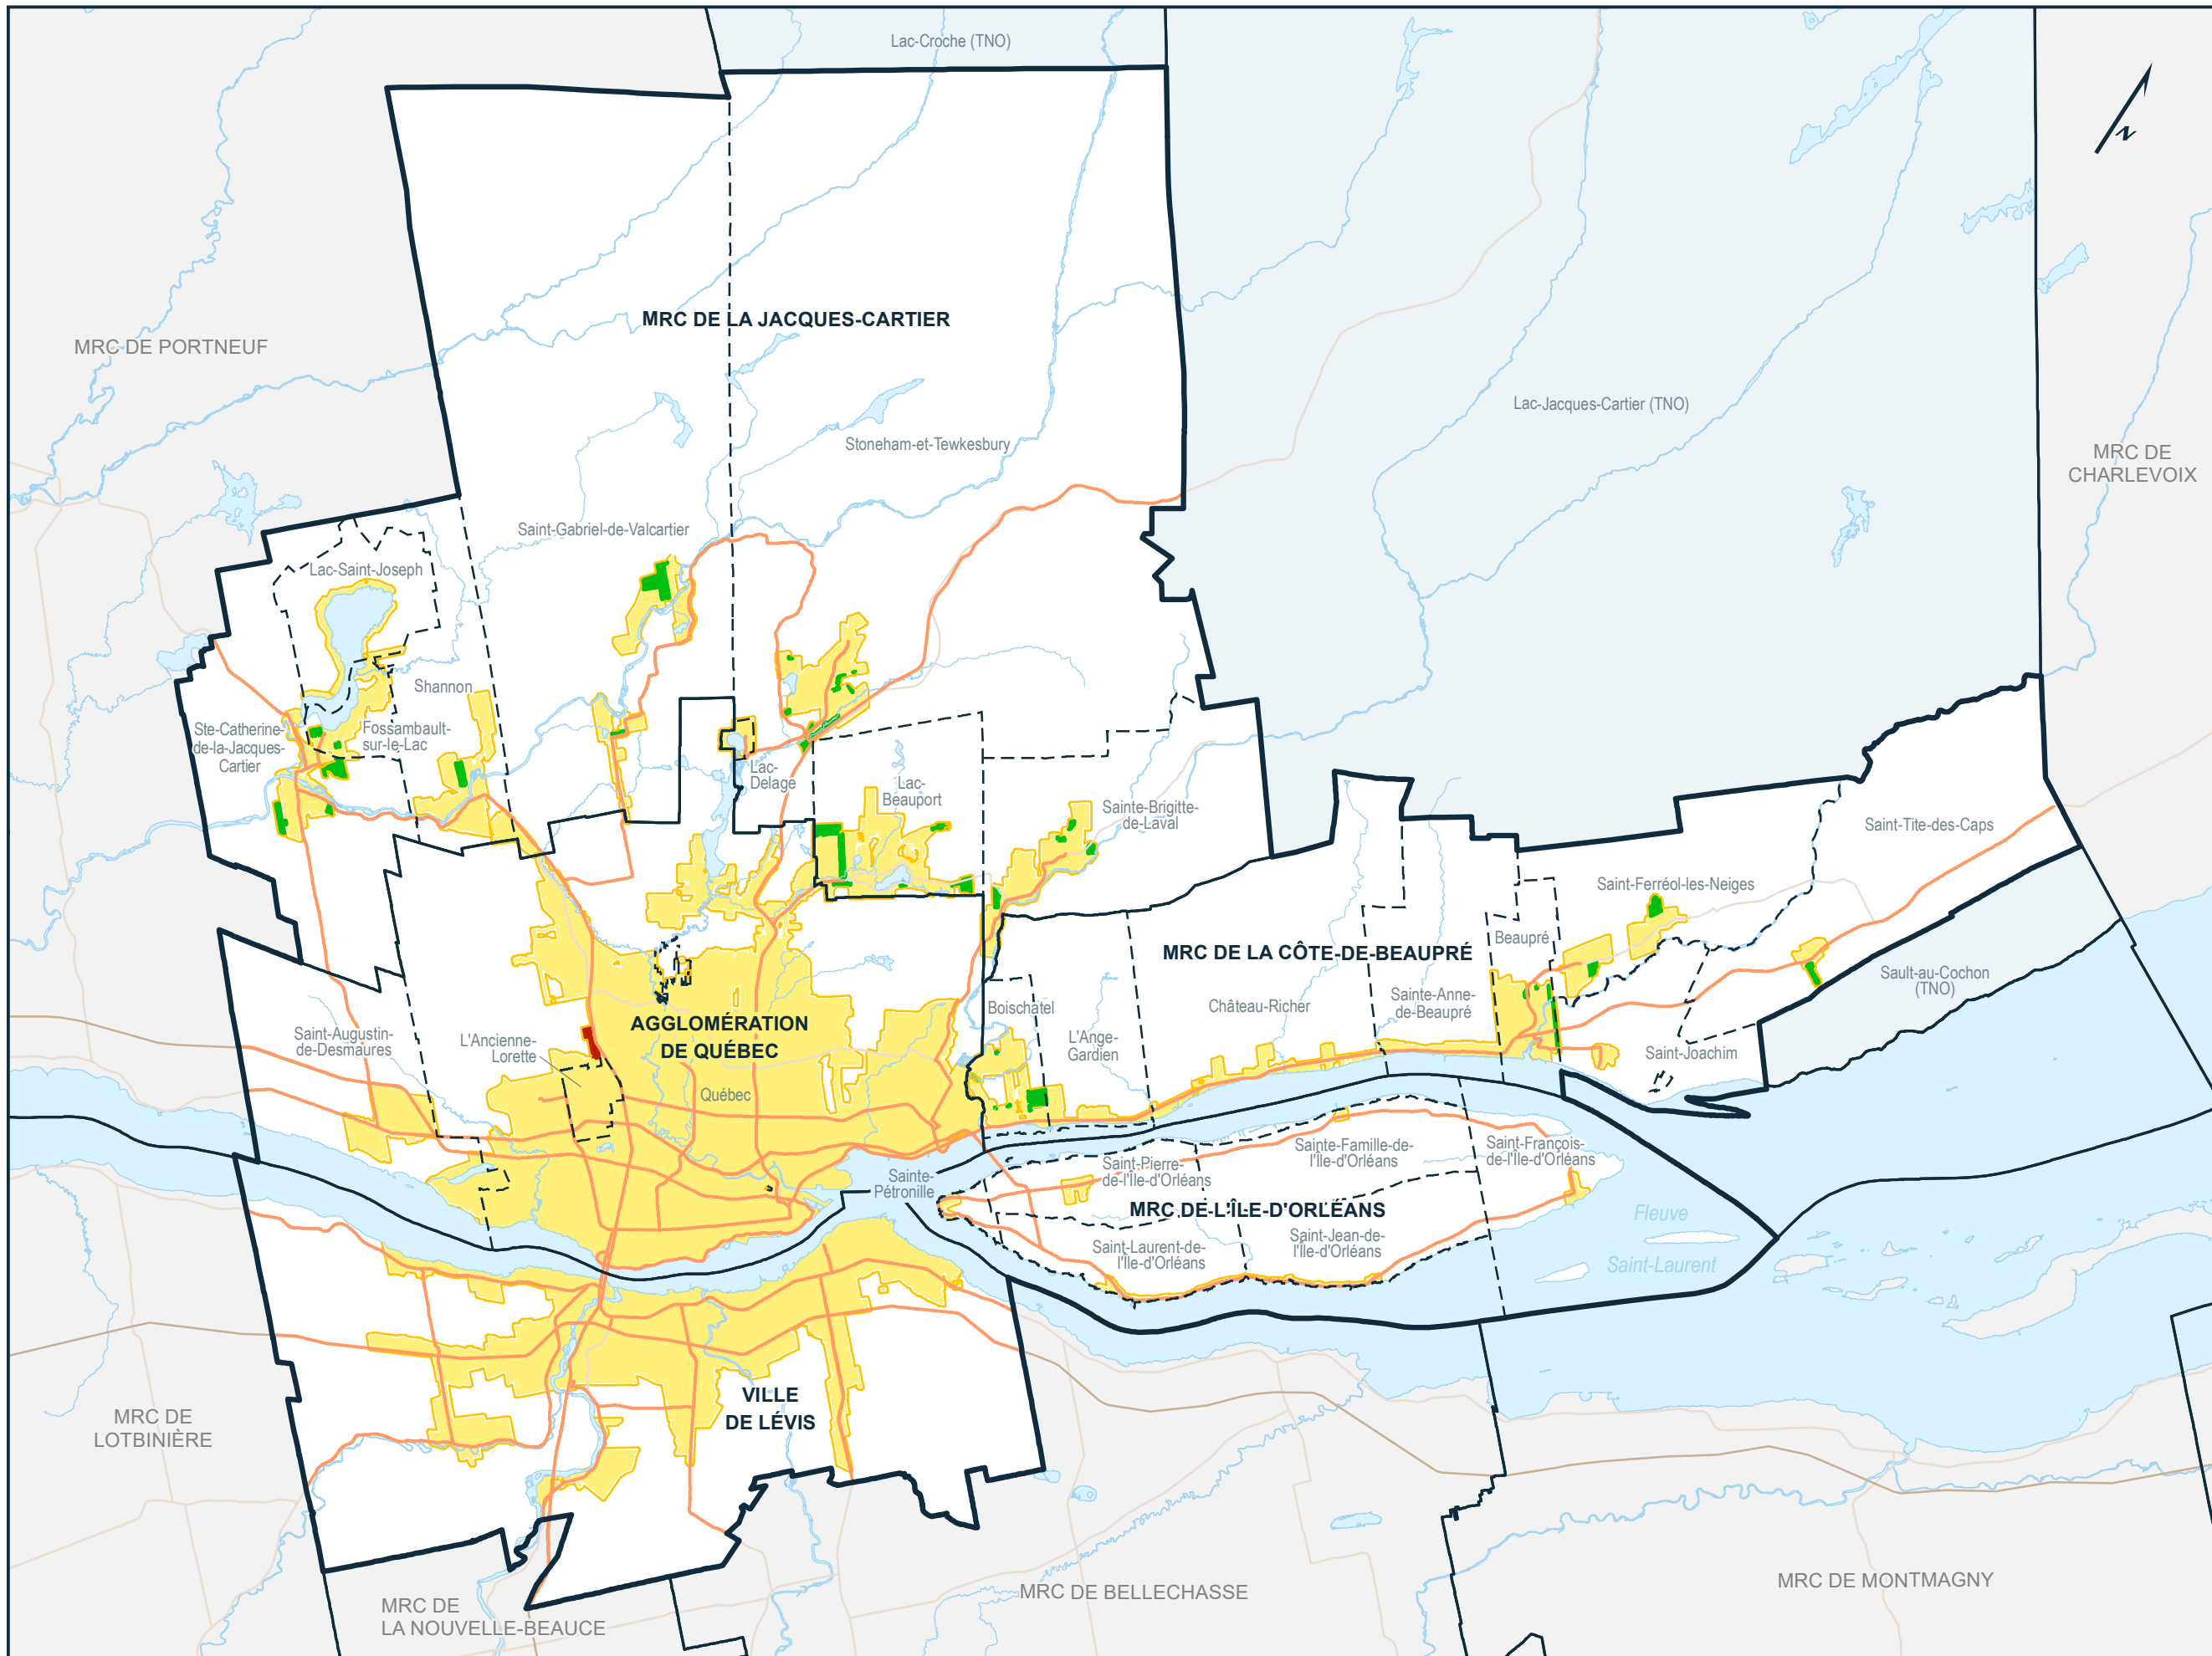 Lac-Croche (TNO)
N
MRC DE LA JACQUES-CARTIER
MRC DE PORTNEUF
Lac-Jacques-Cartier (TNO)
Stoneham-et-Tewkesbury
MRC DE
CHARLEVOIX
Saint-Gabriel-de-Valcartier
Lac-Saint-Joseph
Shannon
Ste-Catherine-
de-la-Jacques-
Cartier
Fossambault-
sur-le-Lac
Lac-
Delage
Lac-
Beauport
Sainte-Brigitte-
de-Laval
Saint-Tite-des-Caps
Saint-Ferréol-les-Neiges
Beaupré
MRC DE LA CÔTE-DE-BEAUPRÉ
Sault-au-Cochon
(TNO)
Château-Richer
Sainte-Anne-
de-Beaupré
Boischatel
L'Ange-
Gardien
Saint-Joachim
AGGLOMÉRATION
DE QUÉBEC
Saint-Augustin-
de-Desmaures
L'Ancienne-
Lorette
Québec
Sainte-
Pétronille
Saint-Pierre-
de-l'Île-d'Orléans
Sainte-Famille-de-
l'Île-d'Orléans
Saint-François-
de-l'Île-d'Orléans
MRC DE L'ÎLE-D'ORLÉANS
Saint-Laurent-de-
l'Île-d'Orléans
Saint-Jean-de-
l'Île-d'Orléans
Fleuve
Saint-Laurent
VILLE
DE LÉVIS
MRC DE
LOTBINIÈRE
MRC DE
LA NOUVELLE-BEAUCE
MRC DE BELLECHASSE
MRC DE MONTMAGNY